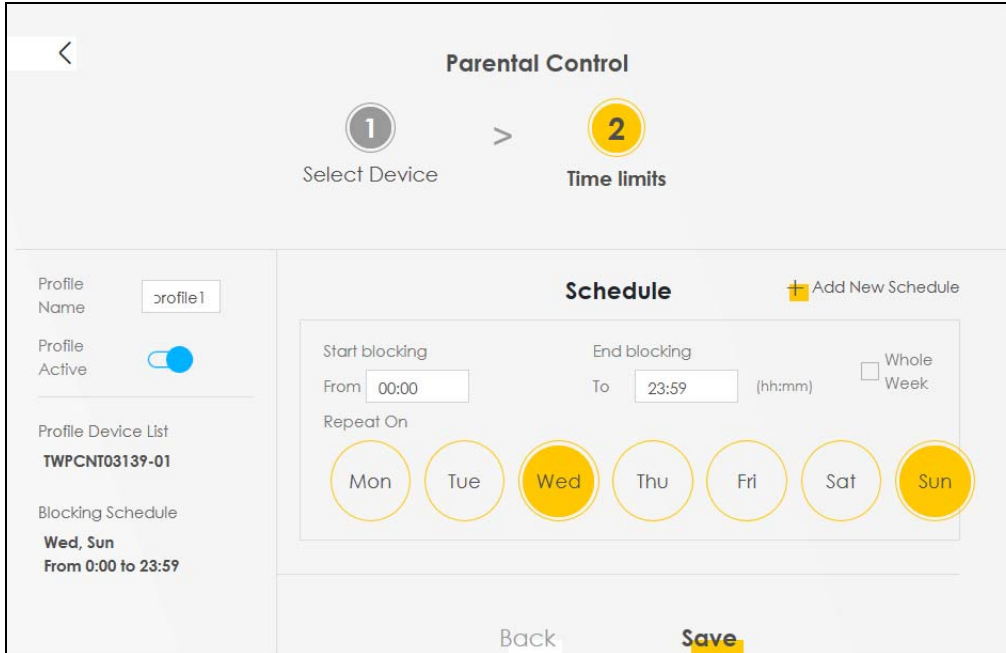 Parental Control
1 > 2
Select Device Time limits
Profile Name profile1
Profile Active
Profile Device List
TWPCNT03139-01
Blocking Schedule
Wed, Sun
From 0:00 to 23:59
Schedule + Add New Schedule
Start blocking End blocking
From 00:00 To 23:59 (hh:mm) Whole Week
Repeat On
Mon Tue Wed Thu Fri Sat Sun
Back Save